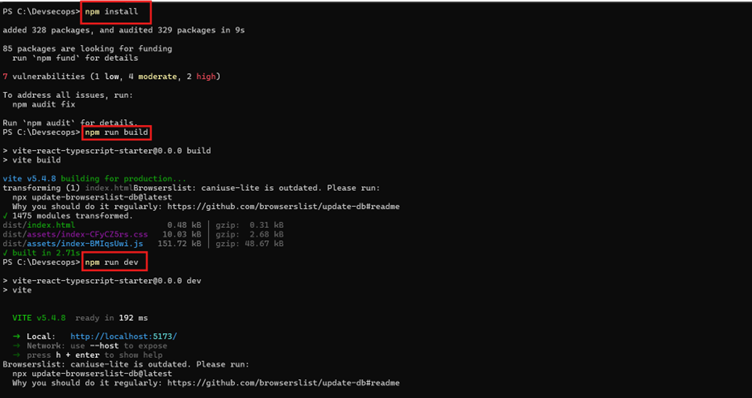 PS C:\Devsecops> npm install
added 328 packages, and audited 329 packages in 9s
85 packages are looking for funding
run `npm fund` for details
7 vulnerabilities (1 low, 4 moderate, 2 high)
To address all issues, run:
npm audit fix
Run `npm audit` for details.
PS C:\Devsecops> npm run build
> vite-react-typescript-starter@0.0.0 build
> vite build
vite v5.4.8 building for production...
transforming (1) index.htmlBrowserslist: caniuse-lite is outdated. Please run:
npx update-browserslist-db@latest
Why you should do it regularly: https://github.com/browserslist/update-db#readme
✓ 1475 modules transformed.
dist/index.html 0.48 kB │ gzip: 0.31 kB
dist/assets/index-CFyCZ5rs.css 10.03 kB │ gzip: 2.68 kB
dist/assets/index-BMIqsUwi.js 151.72 kB │ gzip: 48.67 kB
✓ built in 2.71s
PS C:\Devsecops> npm run dev
> vite-react-typescript-starter@0.0.0 dev
> vite
VITE v5.4.8 ready in 192 ms
➜ Local: http://localhost:5173/
➜ Network: use --host to expose
➜ press h + enter to show help
Browserslist: caniuse-lite is outdated. Please run:
npx update-browserslist-db@latest
Why you should do it regularly: https://github.com/browserslist/update-db#readme